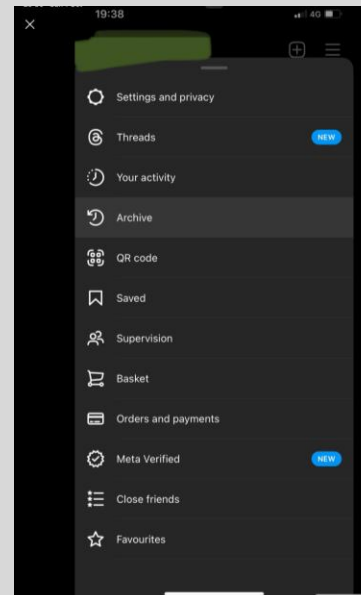 19:38
4G
Settings and privacy
Threads NEW
Your activity
Archive
QR code
Saved
Supervision
Basket
Orders and payments
Meta Verified NEW
Close friends
Favourites